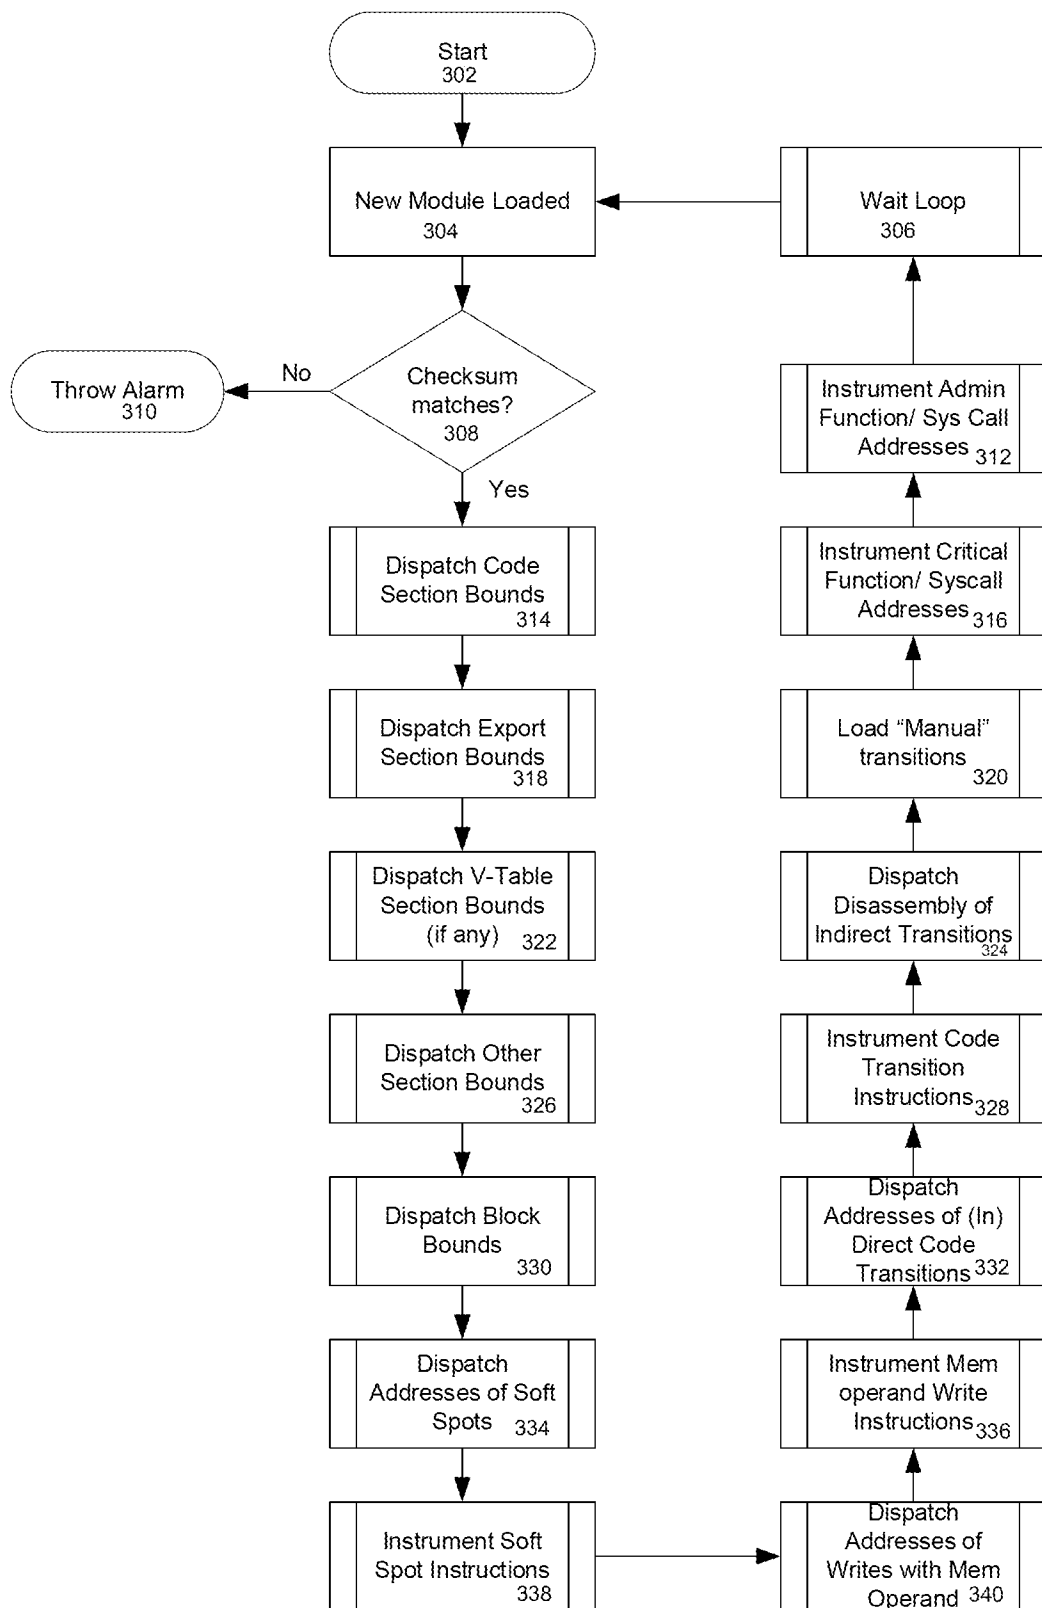 Start
302
New Module Loaded
304
Wait Loop
306
Checksum
matches?
308
No
Throw Alarm
310
Yes
Instrument Admin
Function/ Sys Call
Addresses 312
Dispatch Code
Section Bounds
314
Instrument Critical
Function/ Syscall
Addresses 316
Dispatch Export
Section Bounds
318
Load “Manual”
transitions
320
Dispatch V-Table
Section Bounds
(if any) 322
Dispatch
Disassembly of
Indirect Transitions
324
Dispatch Other
Section Bounds
326
Instrument Code
Transition
Instructions 328
Dispatch Block
Bounds
330
Dispatch
Addresses of (In)
Direct Code
Transitions 332
Dispatch
Addresses of Soft
Spots 334
Instrument Mem
operand Write
Instructions 336
Instrument Soft
Spot Instructions
338
Dispatch
Addresses of
Writes with Mem
Operand 340